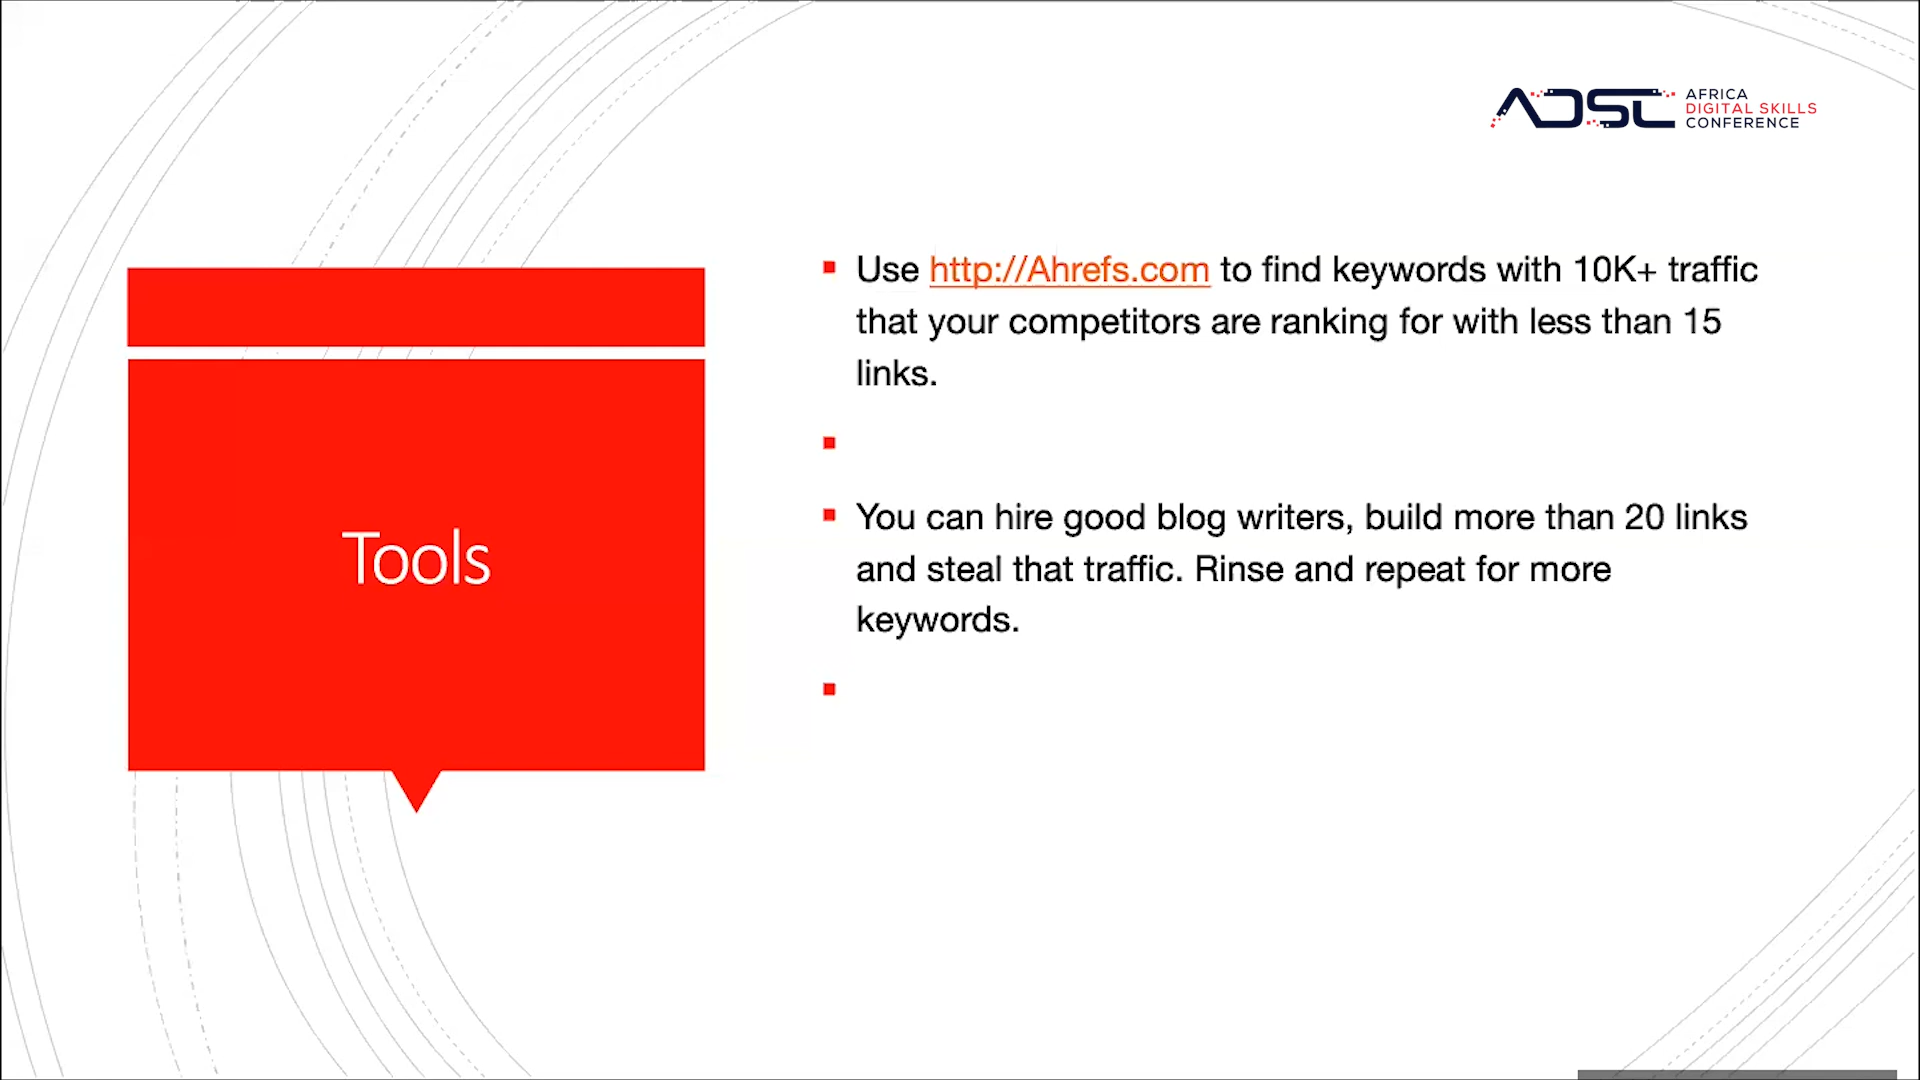 ADSC
AFRICA
DIGITAL SKILLS
CONFERENCE
Tools
Use http://Ahrefs.com to find keywords with 10K+ traffic
that your competitors are ranking for with less than 15
links.
You can hire good blog writers, build more than 20 links
and steal that traffic. Rinse and repeat for more
keywords.